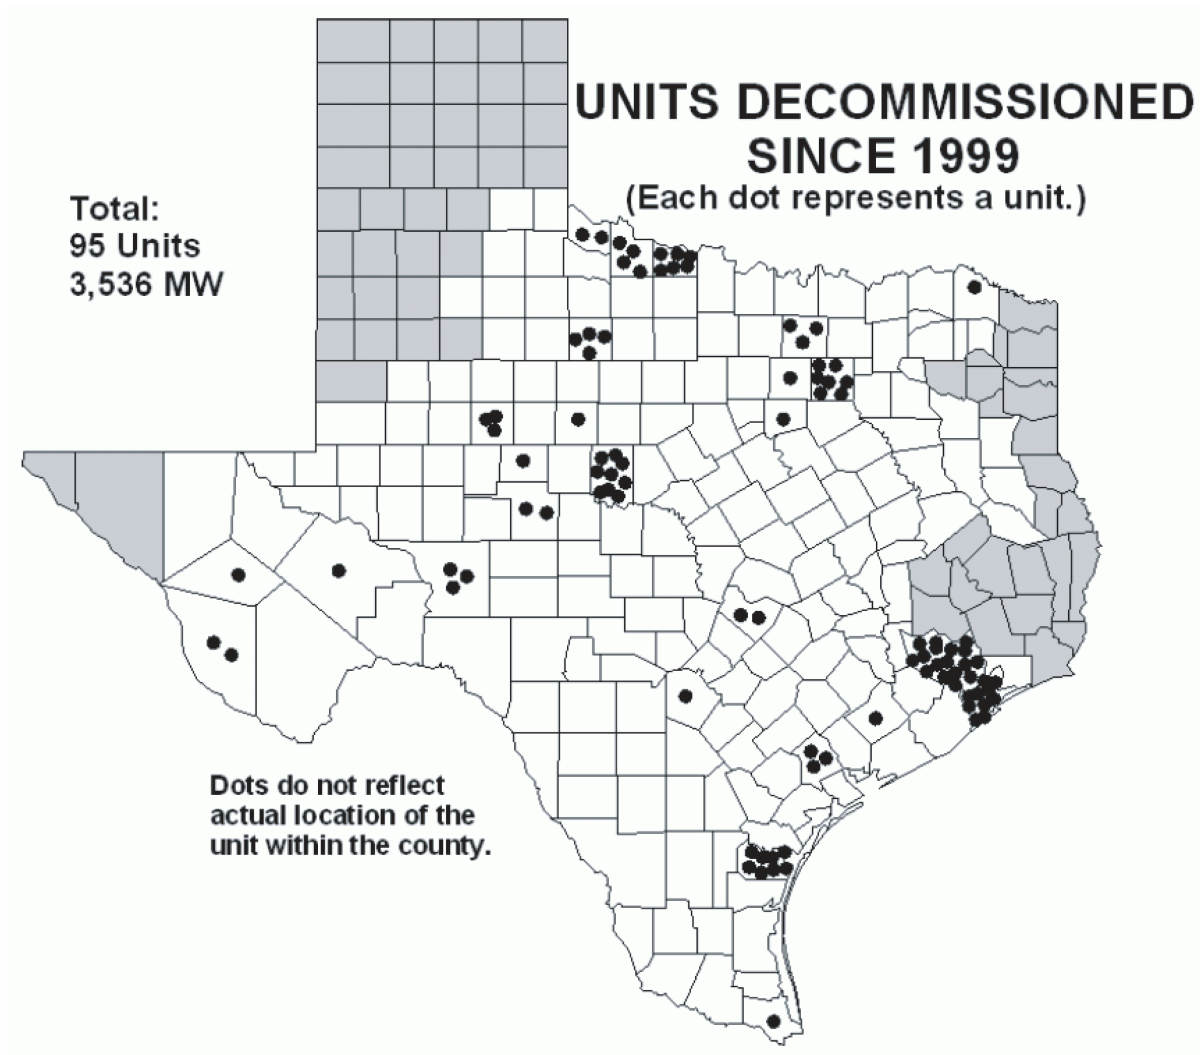 UNITS DECOMMISSIONED
SINCE 1999
(Each dot represents a unit.)
Total:
95 Units
3,536 MW
Dots do not reflect
actual location of the
unit within the county.